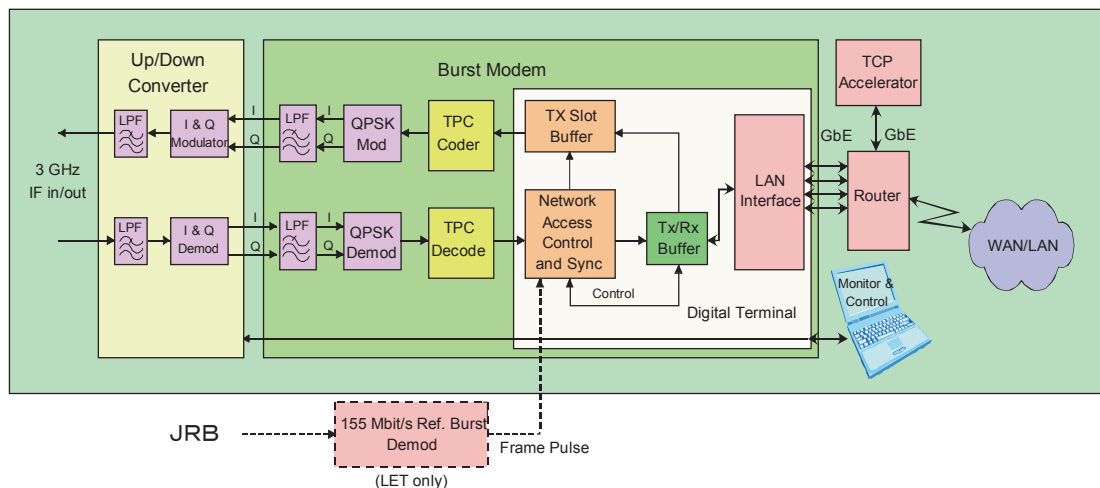 Up/Down
Converter
Burst Modem
TCP
Accelerator
LPF
I & Q
Modulator
I
Q
LPF
I
Q
QPSK
Mod
TPC
Coder
TX Slot
Buffer
GbE
GbE
3 GHz
IF in/out
LAN
Interface
Router
LPF
I & Q
Demod
I
Q
LPF
I
Q
QPSK
Demod
TPC
Decode
Network
Access
Control
and Sync
Tx/Rx
Buffer
WAN/LAN
Control
Digital Terminal
Monitor &
Control
JRB
155 Mbit/s Ref. Burst
Demod
Frame Pulse
(LET only)